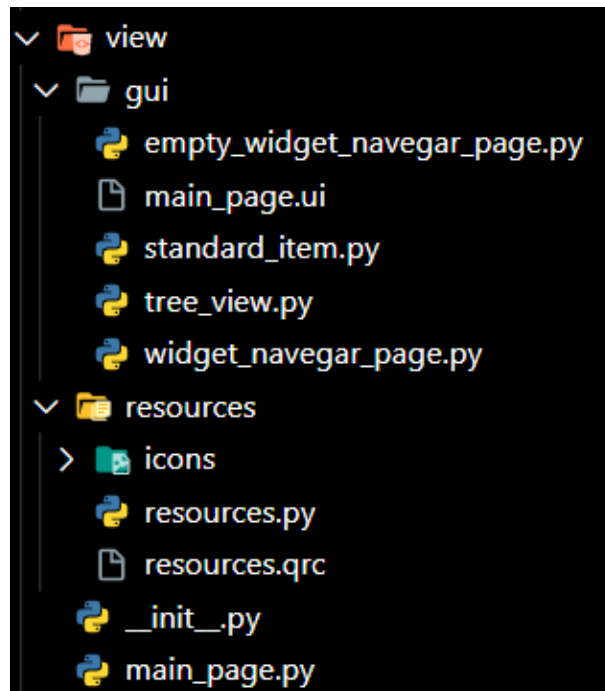 view
gui
empty_widget_navegar_page.py
main_page.ui
standard_item.py
tree_view.py
widget_navegar_page.py
resources
icons
resources.py
resources.qrc
__init__.py
main_page.py